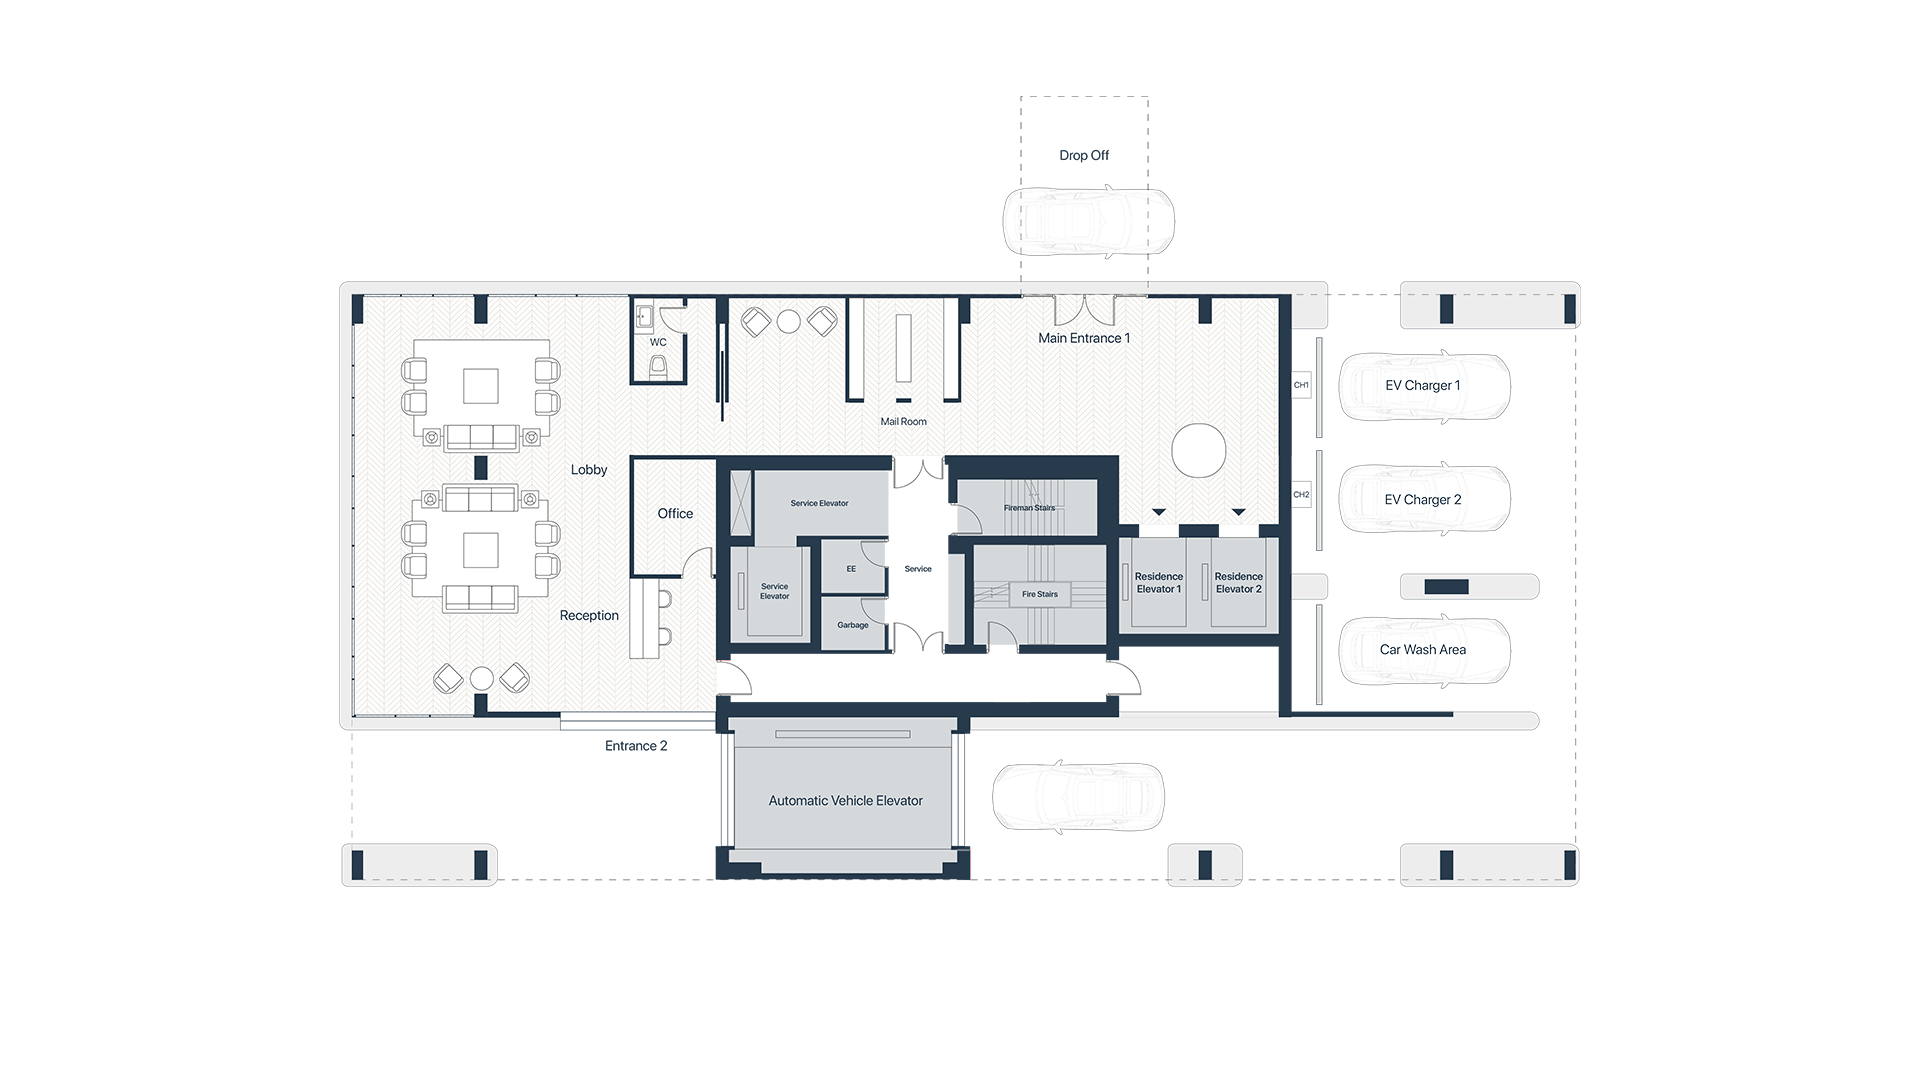 Drop Off
Main Entrance 1
WC
CH1
EV Charger 1
Mail Room
Lobby
CH2
EV Charger 2
Service Elevator
Fireman Stairs
Office
EE
Service
Service
Elevator
Fire Stairs
Residence
Elevator 1
Residence
Elevator 2
Reception
Garbage
Car Wash Area
Entrance 2
Automatic Vehicle Elevator